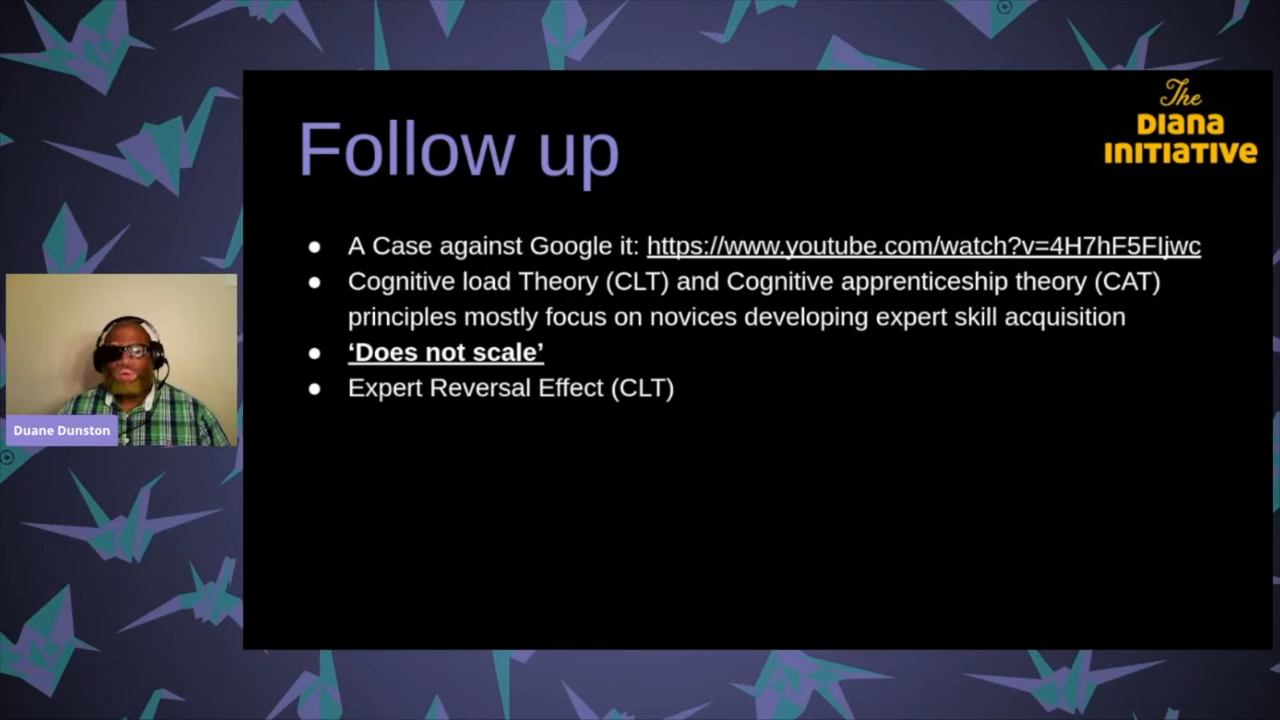 The
DIANA
INITIATIVE
Follow up
● A Case against Google it: https://www.youtube.com/watch?v=4H7hF5FIjwc
● Cognitive load Theory (CLT) and Cognitive apprenticeship theory (CAT)
principles mostly focus on novices developing expert skill acquisition
● ‘Does not scale’
● Expert Reversal Effect (CLT)
Duane Dunston